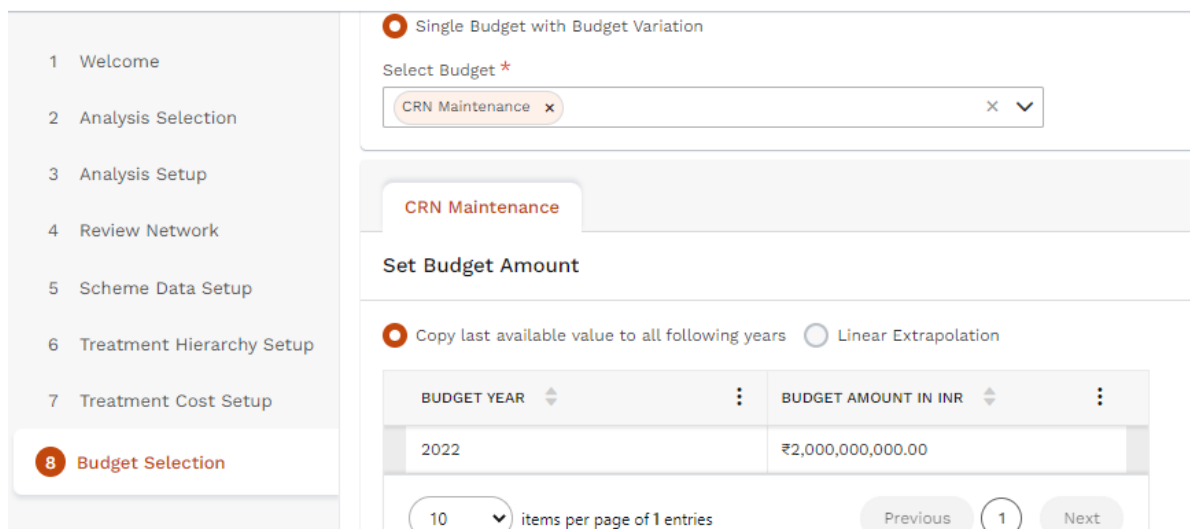 1 Welcome
2 Analysis Selection
3 Analysis Setup
4 Review Network
5 Scheme Data Setup
6 Treatment Hierarchy Setup
7 Treatment Cost Setup
8 Budget Selection
Single Budget with Budget Variation
Select Budget *
CRN Maintenance ×
CRN Maintenance
Set Budget Amount
Copy last available value to all following years Linear Extrapolation
BUDGET YEAR BUDGET AMOUNT IN INR
2022 ₹2,000,000,000.00
10 items per page of 1 entries Previous 1 Next